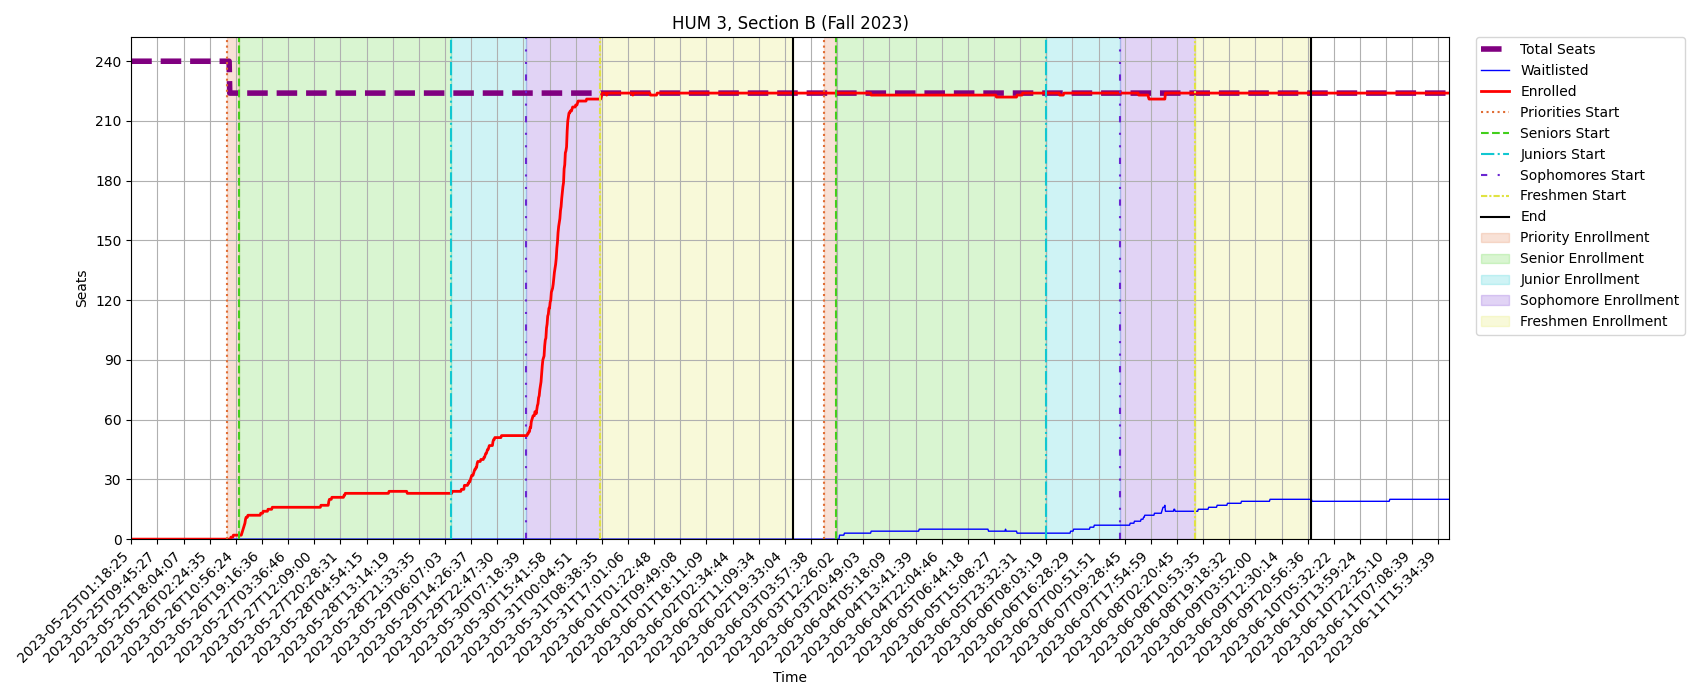 HUM 3, Section B (Fall 2023)
240
210
180
150
120
90
60
30
0
Seats
2023-05-25T01:18:25
2023-05-25T09:45:27
2023-05-25T18:04:07
2023-05-26T02:24:35
2023-05-26T10:56:24
2023-05-26T19:16:36
2023-05-27T03:36:46
2023-05-27T12:09:00
2023-05-27T20:28:31
2023-05-28T04:54:15
2023-05-28T13:14:19
2023-05-28T21:33:35
2023-05-29T06:07:03
2023-05-29T14:26:37
2023-05-29T22:47:30
2023-05-30T07:18:39
2023-05-30T15:41:58
2023-05-31T00:04:51
2023-05-31T08:38:35
2023-05-31T17:01:06
2023-06-01T01:22:48
2023-06-01T09:49:08
2023-06-01T18:11:09
2023-06-02T02:34:44
2023-06-02T11:09:34
2023-06-02T19:33:04
2023-06-03T03:57:38
2023-06-03T12:26:02
2023-06-03T20:49:03
2023-06-04T05:18:09
2023-06-04T13:41:39
2023-06-04T22:04:46
2023-06-05T06:44:18
2023-06-05T15:08:27
2023-06-05T23:32:31
2023-06-06T08:03:19
2023-06-06T16:28:29
2023-06-07T00:51:51
2023-06-07T09:28:45
2023-06-07T17:54:59
2023-06-08T02:20:45
2023-06-08T10:53:35
2023-06-08T19:18:32
2023-06-09T03:52:00
2023-06-09T12:30:14
2023-06-09T20:56:36
2023-06-10T05:32:22
2023-06-10T13:59:24
2023-06-10T22:25:10
2023-06-11T07:08:39
2023-06-11T15:34:39
Time
Total Seats
Waitlisted
Enrolled
Priorities Start
Seniors Start
Juniors Start
Sophomores Start
Freshmen Start
End
Priority Enrollment
Senior Enrollment
Junior Enrollment
Sophomore Enrollment
Freshmen Enrollment